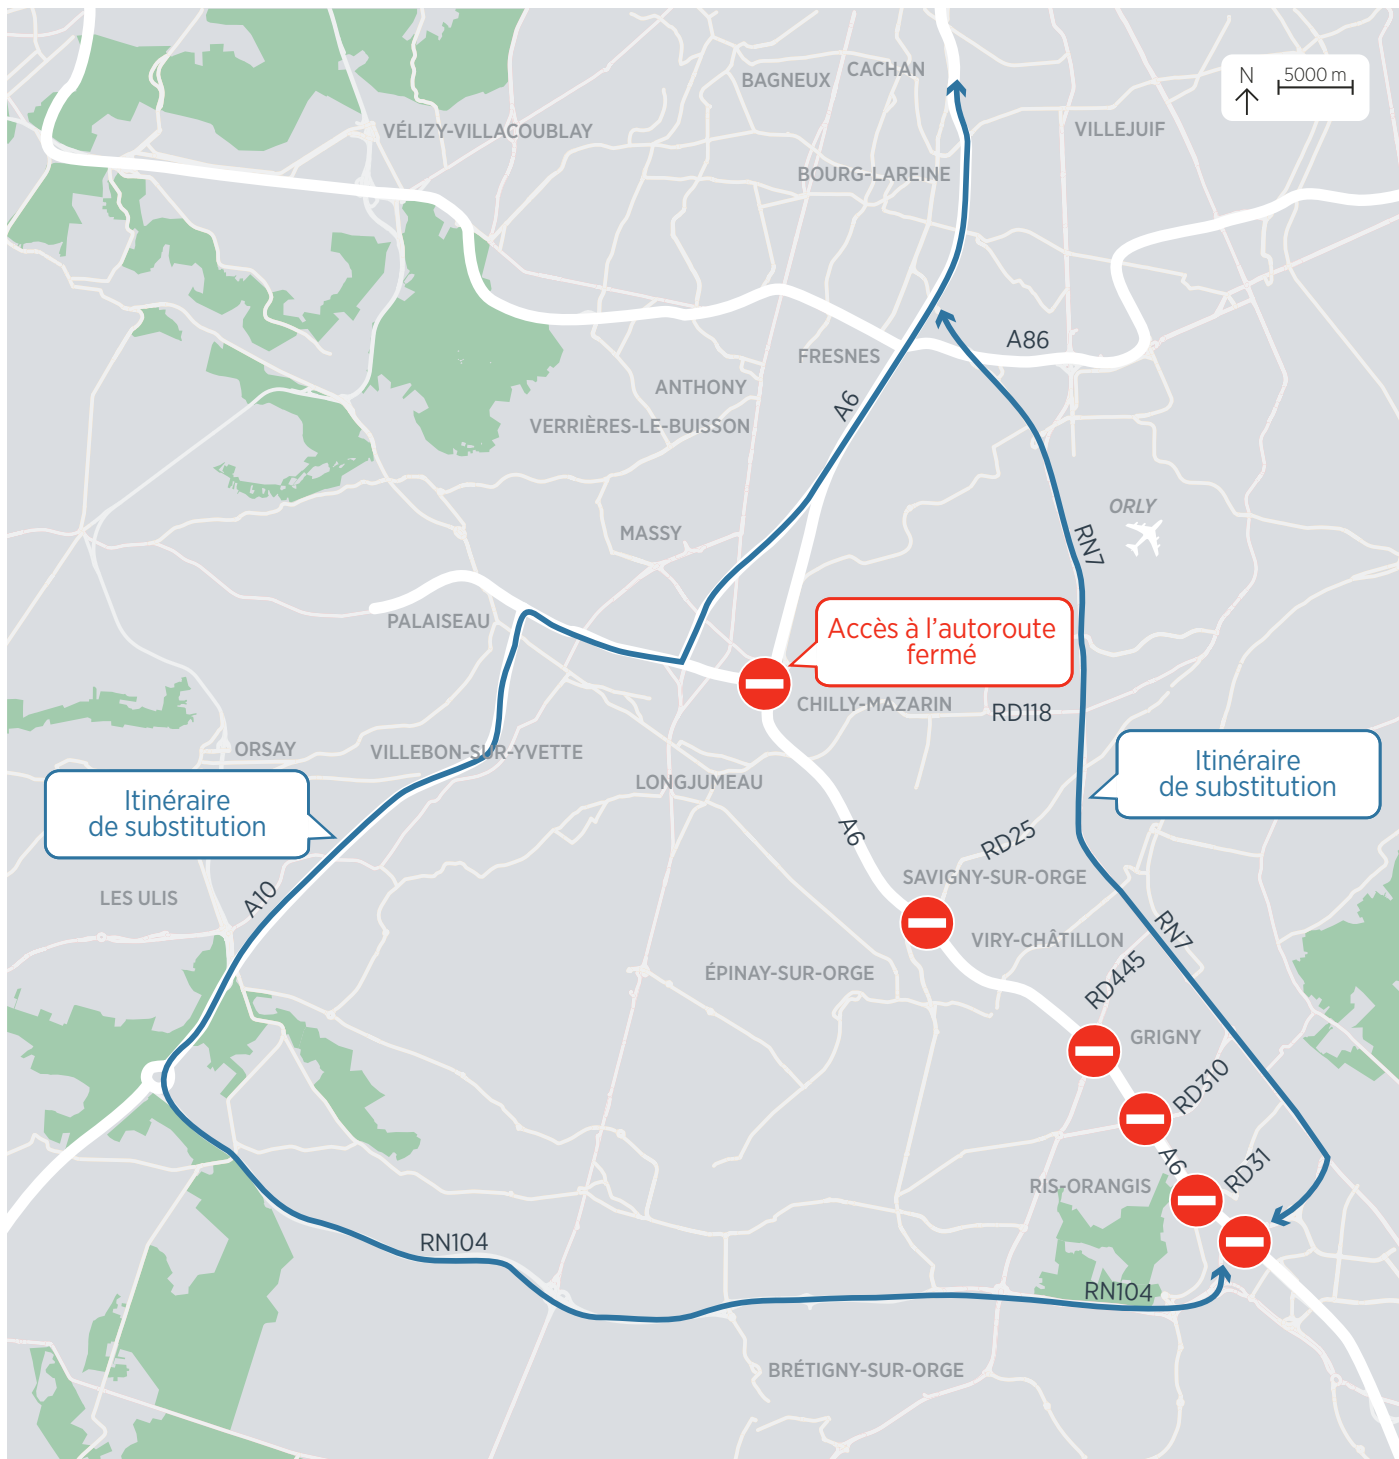 CACHAN
BAGNEUX
N
5000 m
VÉLIZY-VILLACOUBLAY
VILLEJUIF
BOURG-LAREINE
A86
FRESNES
ANTHONY
A6
VERRIÈRES-LE-BUISSON
ORLY
MASSY
RN7
PALAISEAU
Accès à l'autoroute
fermé
CHILLY-MAZARIN
RD118
ORSAY
VILLEBON-SUR-YVETTE
LONGJUMEAU
Itinéraire
de substitution
Itinéraire
de substitution
A6
RD25
SAVIGNY-SUR-ORGE
LES ULIS
A10
RN7
VIRY-CHÂTILLON
ÉPINAY-SUR-ORGE
RD445
GRIGNY
RD310
A6
RD31
RIS-ORANGIS
RN104
RN104
BRÉTIGNY-SUR-ORGE